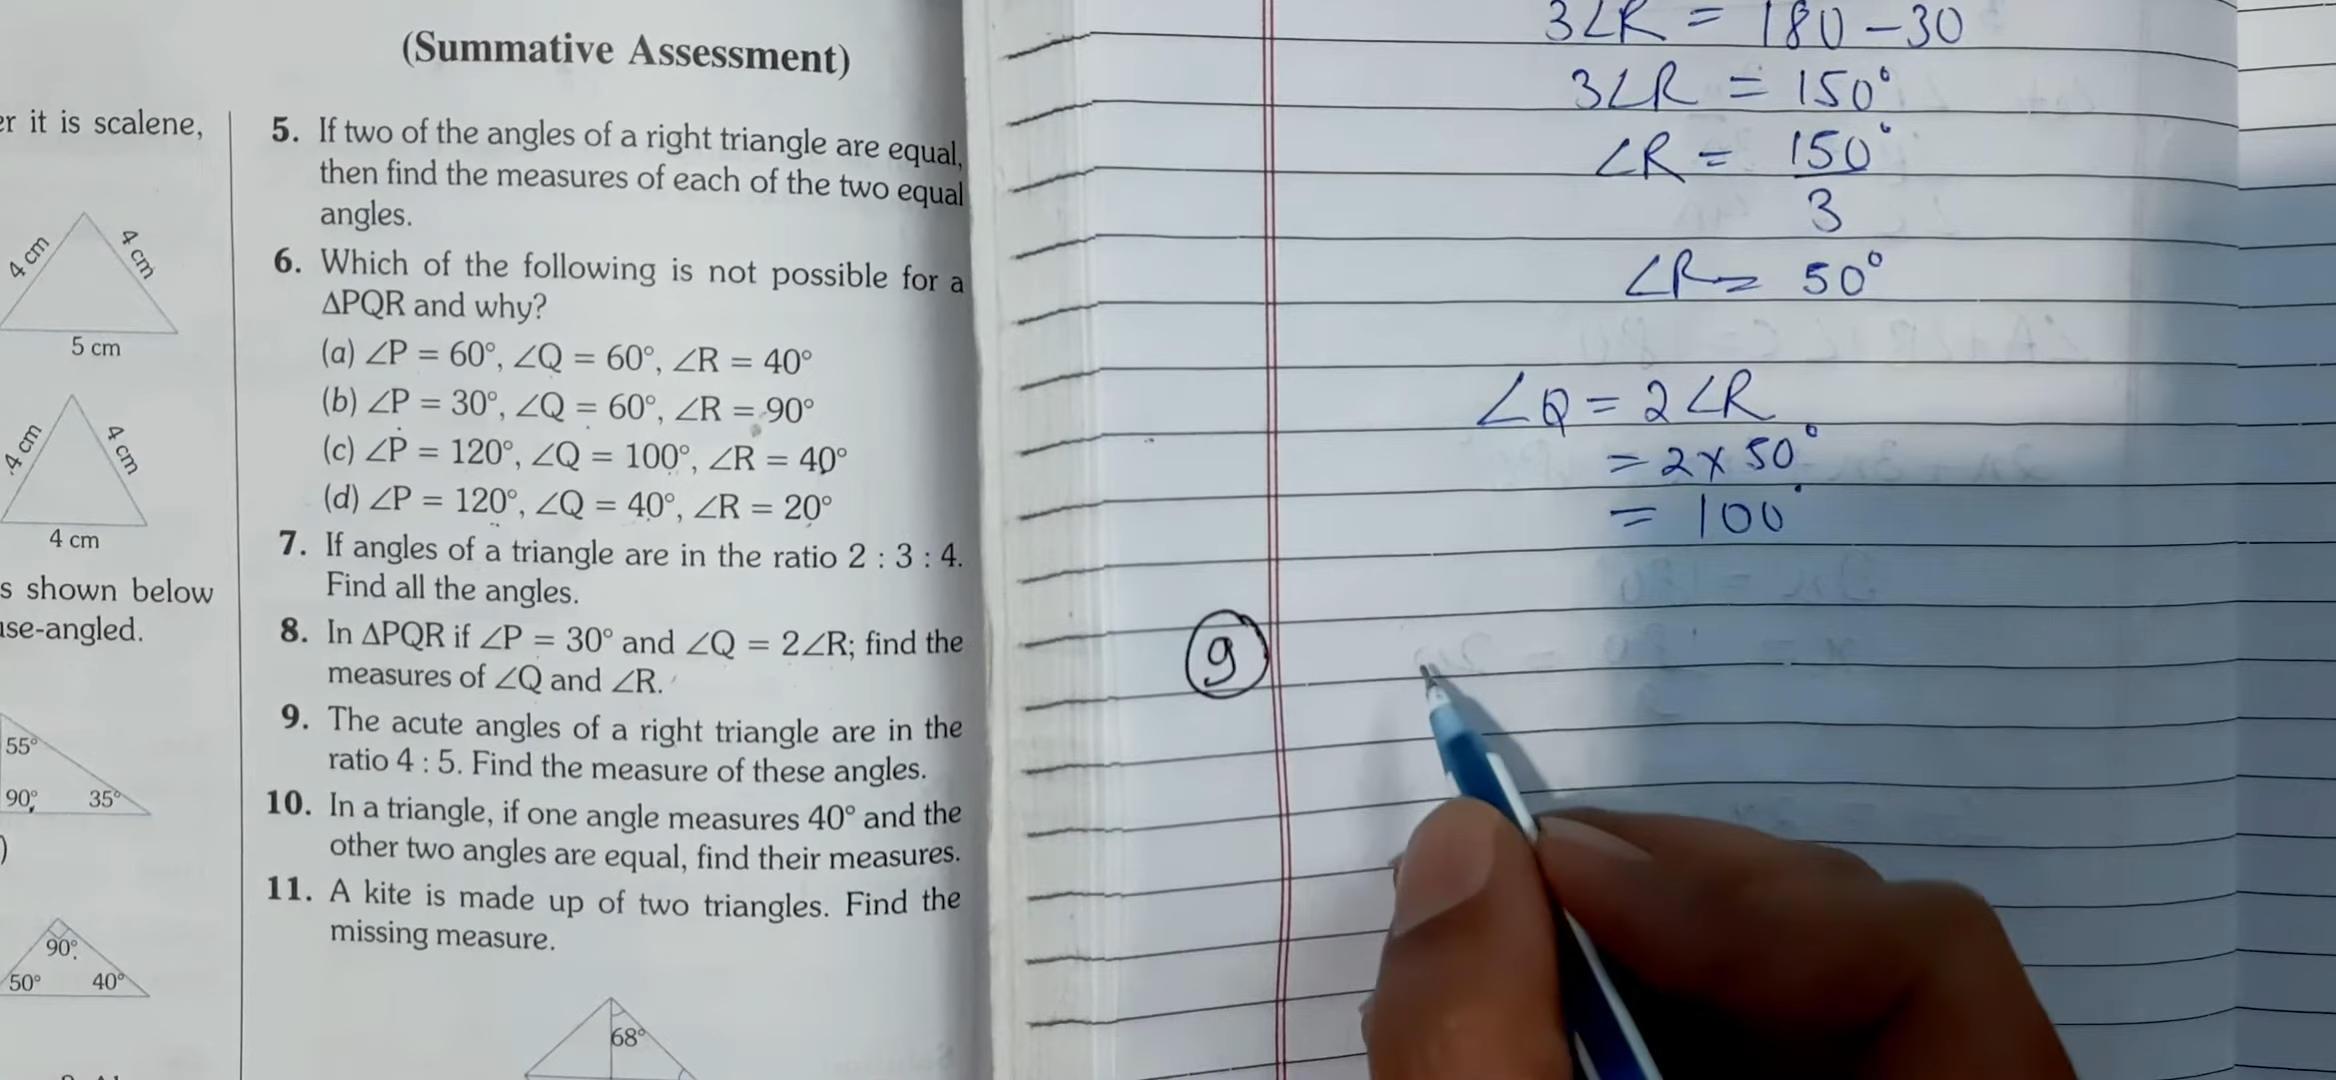 (Summative Assessment)
er it is scalene,
4 cm
4 cm
5 cm
4 cm
4 cm
4 cm
s shown below
use-angled.
55°
90°
35°
90°
50°
40°
5. If two of the angles of a right triangle are equal,
then find the measures of each of the two equal
angles.
6. Which of the following is not possible for a
ΔPQR and why?
(a) ∠P = 60°, ∠Q = 60°, ∠R = 40°
(b) ∠P = 30°, ∠Q = 60°, ∠R = 90°
(c) ∠P = 120°, ∠Q = 100°, ∠R = 40°
(d) ∠P = 120°, ∠Q = 40°, ∠R = 20°
7. If angles of a triangle are in the ratio 2 : 3 : 4.
Find all the angles.
8. In ΔPQR if ∠P = 30° and ∠Q = 2∠R; find the
measures of ∠Q and ∠R.
9. The acute angles of a right triangle are in the
ratio 4 : 5. Find the measure of these angles.
10. In a triangle, if one angle measures 40° and the
other two angles are equal, find their measures.
11. A kite is made up of two triangles. Find the
missing measure.
68°
3∠R = 180 - 30
3∠R = 150°
∠R = 150°
3
∠R = 50°
∠Q = 2∠R
= 2 × 50°
= 100°
9